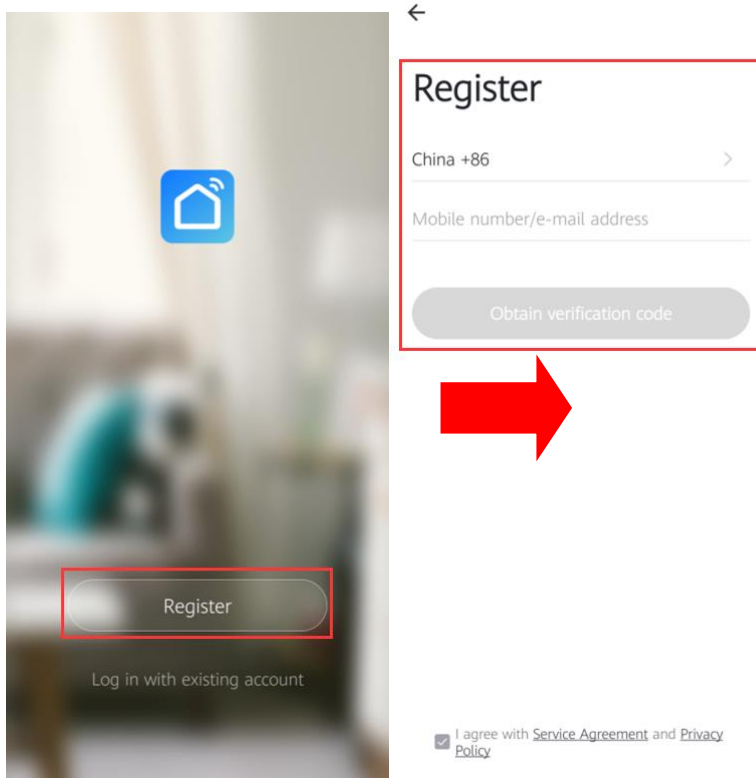 Register
Log in with existing account
Register
China +86
Mobile number/e-mail address
Obtain verification code
I agree with Service Agreement and Privacy
Policy